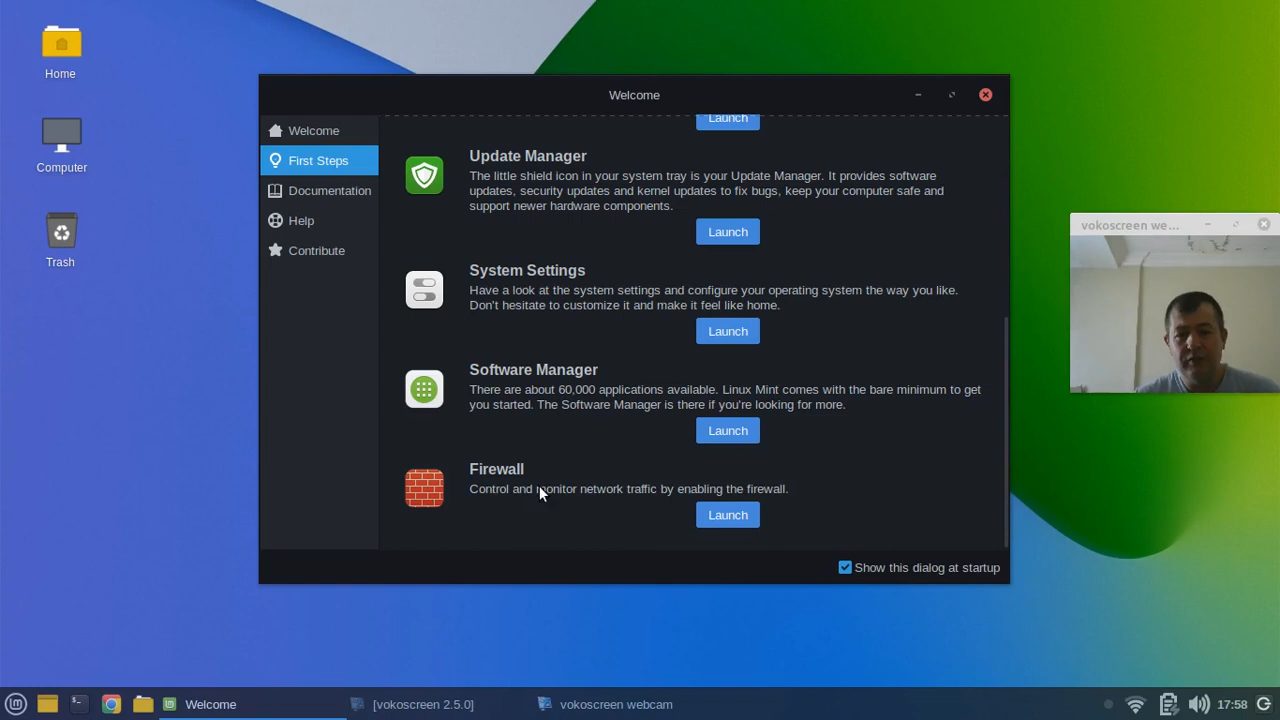 Home
Computer
Trash
Welcome
Welcome
First Steps
Documentation
Help
Contribute
Launch
Update Manager
The little shield icon in your system tray is your Update Manager. It provides software
updates, security updates and kernel updates to fix bugs, keep your computer safe and
support newer hardware components.
Launch
System Settings
Have a look at the system settings and configure your operating system the way you like.
Don't hesitate to customize it and make it feel like home.
Launch
Software Manager
There are about 60,000 applications available. Linux Mint comes with the bare minimum to get
you started. The Software Manager is there if you're looking for more.
Launch
Firewall
Control and monitor network traffic by enabling the firewall.
Launch
Show this dialog at startup
vokoscreen we...
Welcome
[vokoscreen 2.5.0]
vokoscreen webcam
17:58